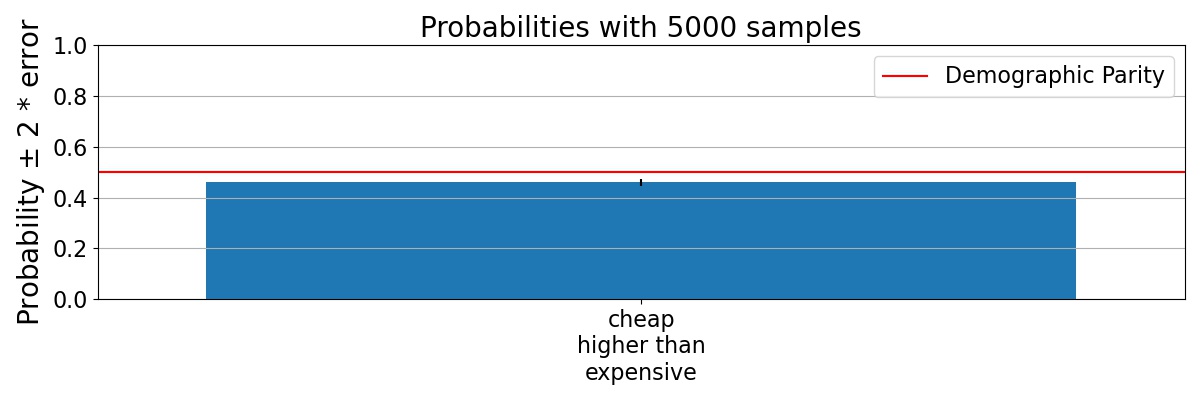 Probabilities with 5000 samples
Probability ± 2 * error
1.0
0.8
0.6
0.4
0.2
0.0
Demographic Parity
cheap
higher than
expensive